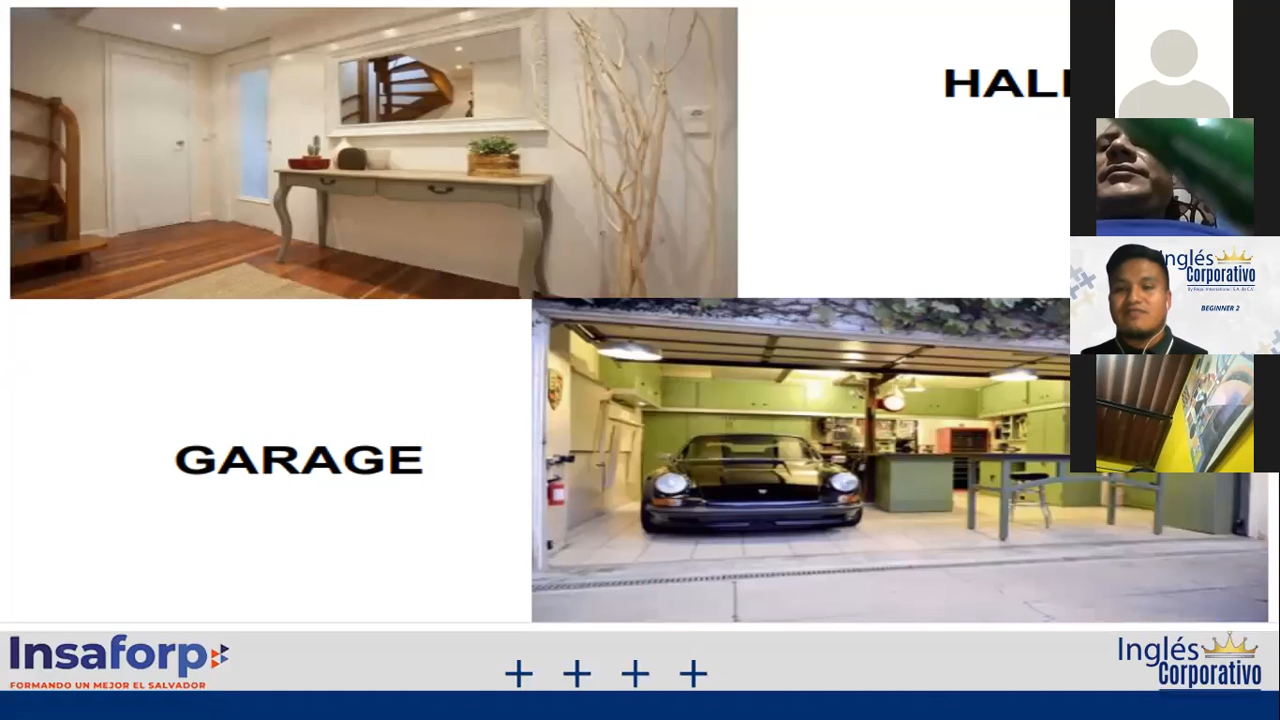 HALL
GARAGE
Inglés
Corporativo
BEGINNER 2
Insaforp
FORMANDO UN MEJOR EL SALVADOR
Inglés
Corporativo